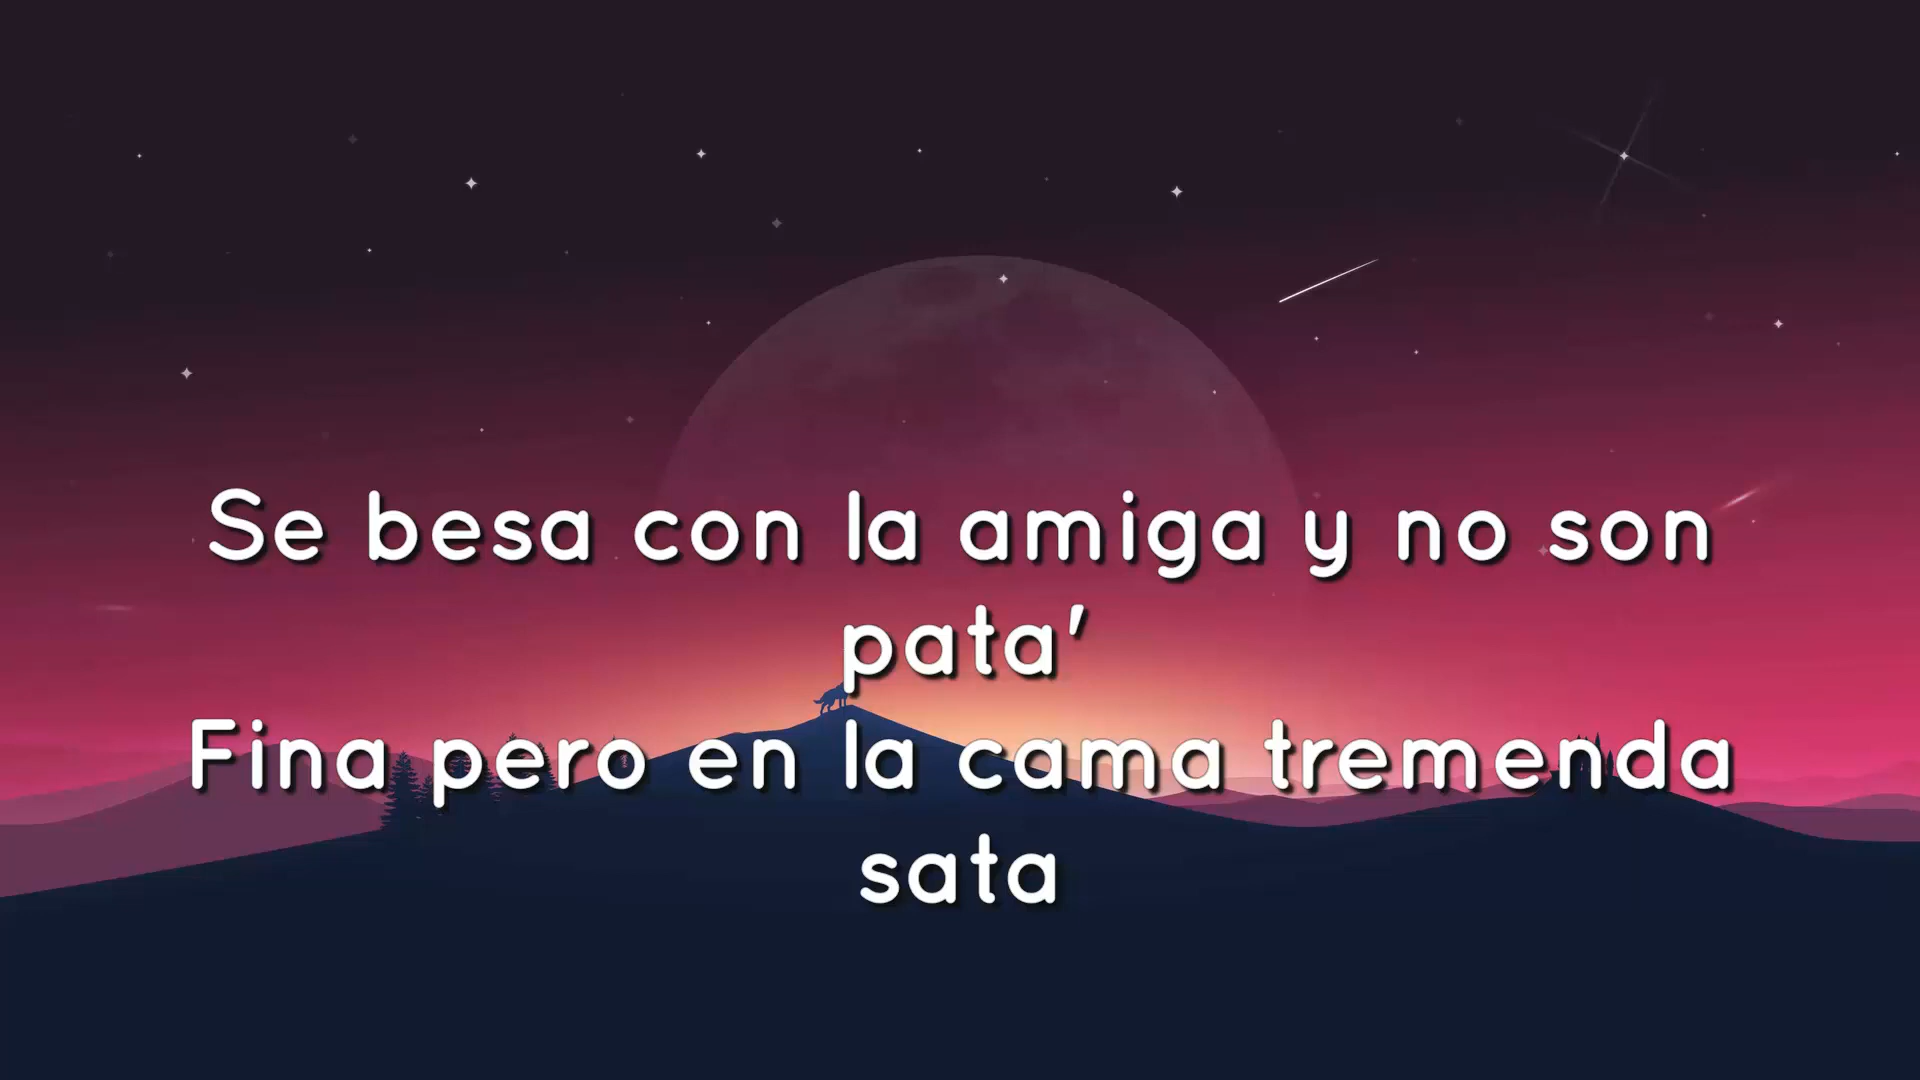 Se besa con la amiga y no son
pata'
Fina pero en la cama tremenda
sata